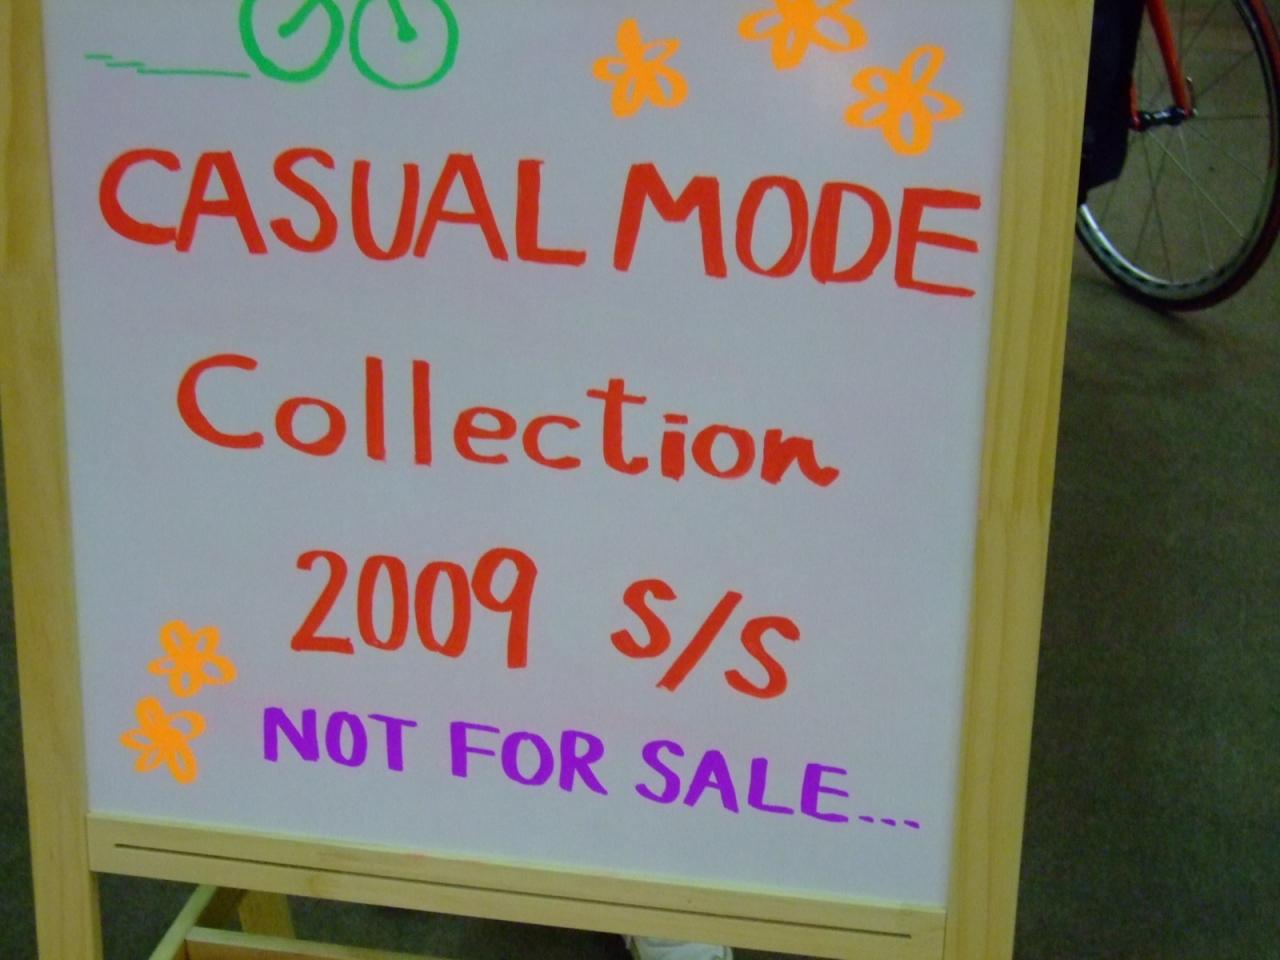 CASUAL MODE
Collection
2009 S/S
NOT FOR SALE...